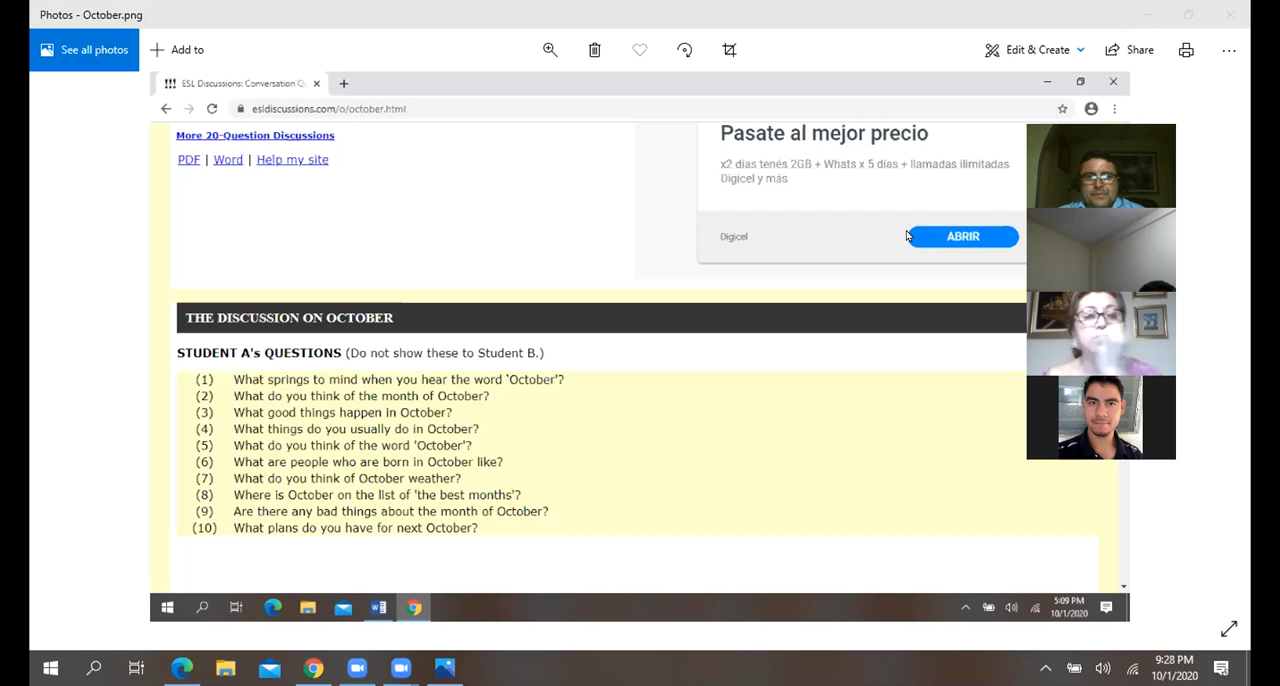 Photos - October.png
See all photos
Add to
Edit & Create
Share
ESL Discussions: Conversation Q
esldiscussions.com/o/october.html
More 20-Question Discussions
PDF | Word | Help my site
Pasate al mejor precio
x2 días tenés 2GB + Whats x 5 días + llamadas ilimitadas
Digicel y más
Digicel
ABRIR
THE DISCUSSION ON OCTOBER
STUDENT A's QUESTIONS (Do not show these to Student B.)
(1) What springs to mind when you hear the word 'October'?
(2) What do you think of the month of October?
(3) What good things happen in October?
(4) What things do you usually do in October?
(5) What do you think of the word 'October'?
(6) What are people who are born in October like?
(7) What do you think of October weather?
(8) Where is October on the list of 'the best months'?
(9) Are there any bad things about the month of October?
(10) What plans do you have for next October?
5:09 PM
10/1/2020
9:28 PM
10/1/2020